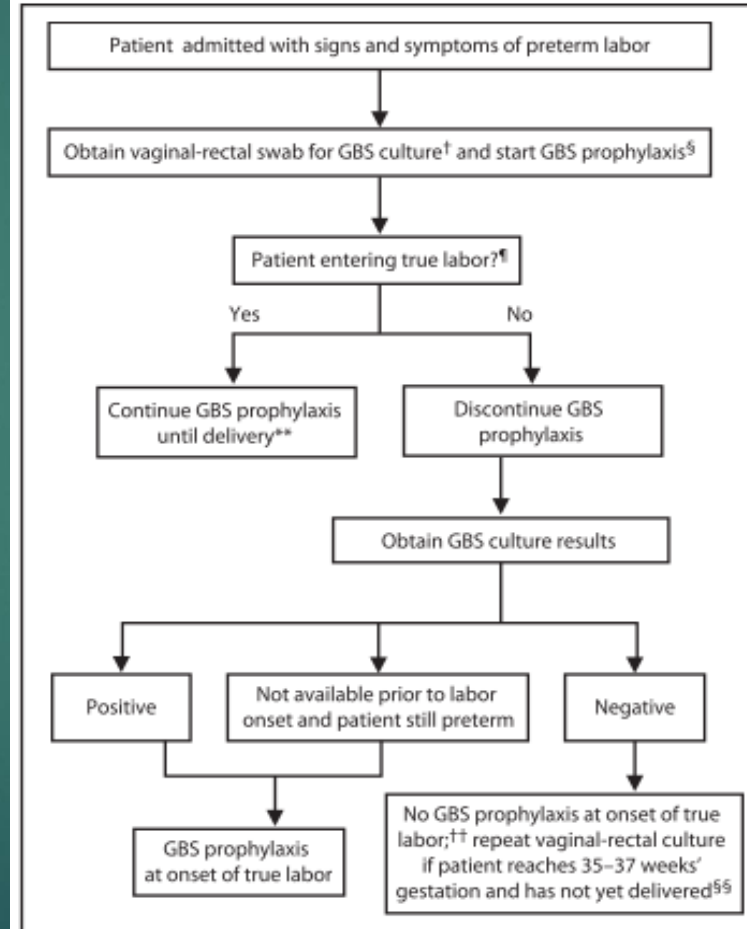 Patient admitted with signs and symptoms of preterm labor
Obtain vaginal-rectal swab for GBS culture† and start GBS prophylaxis§
Patient entering true labor?¶
Yes
No
Continue GBS prophylaxis
until delivery**
Discontinue GBS
prophylaxis
Obtain GBS culture results
Positive
Not available prior to labor
onset and patient still preterm
Negative
GBS prophylaxis
at onset of true labor
No GBS prophylaxis at onset of true
labor;†† repeat vaginal-rectal culture
if patient reaches 35–37 weeks’
gestation and has not yet delivered§§